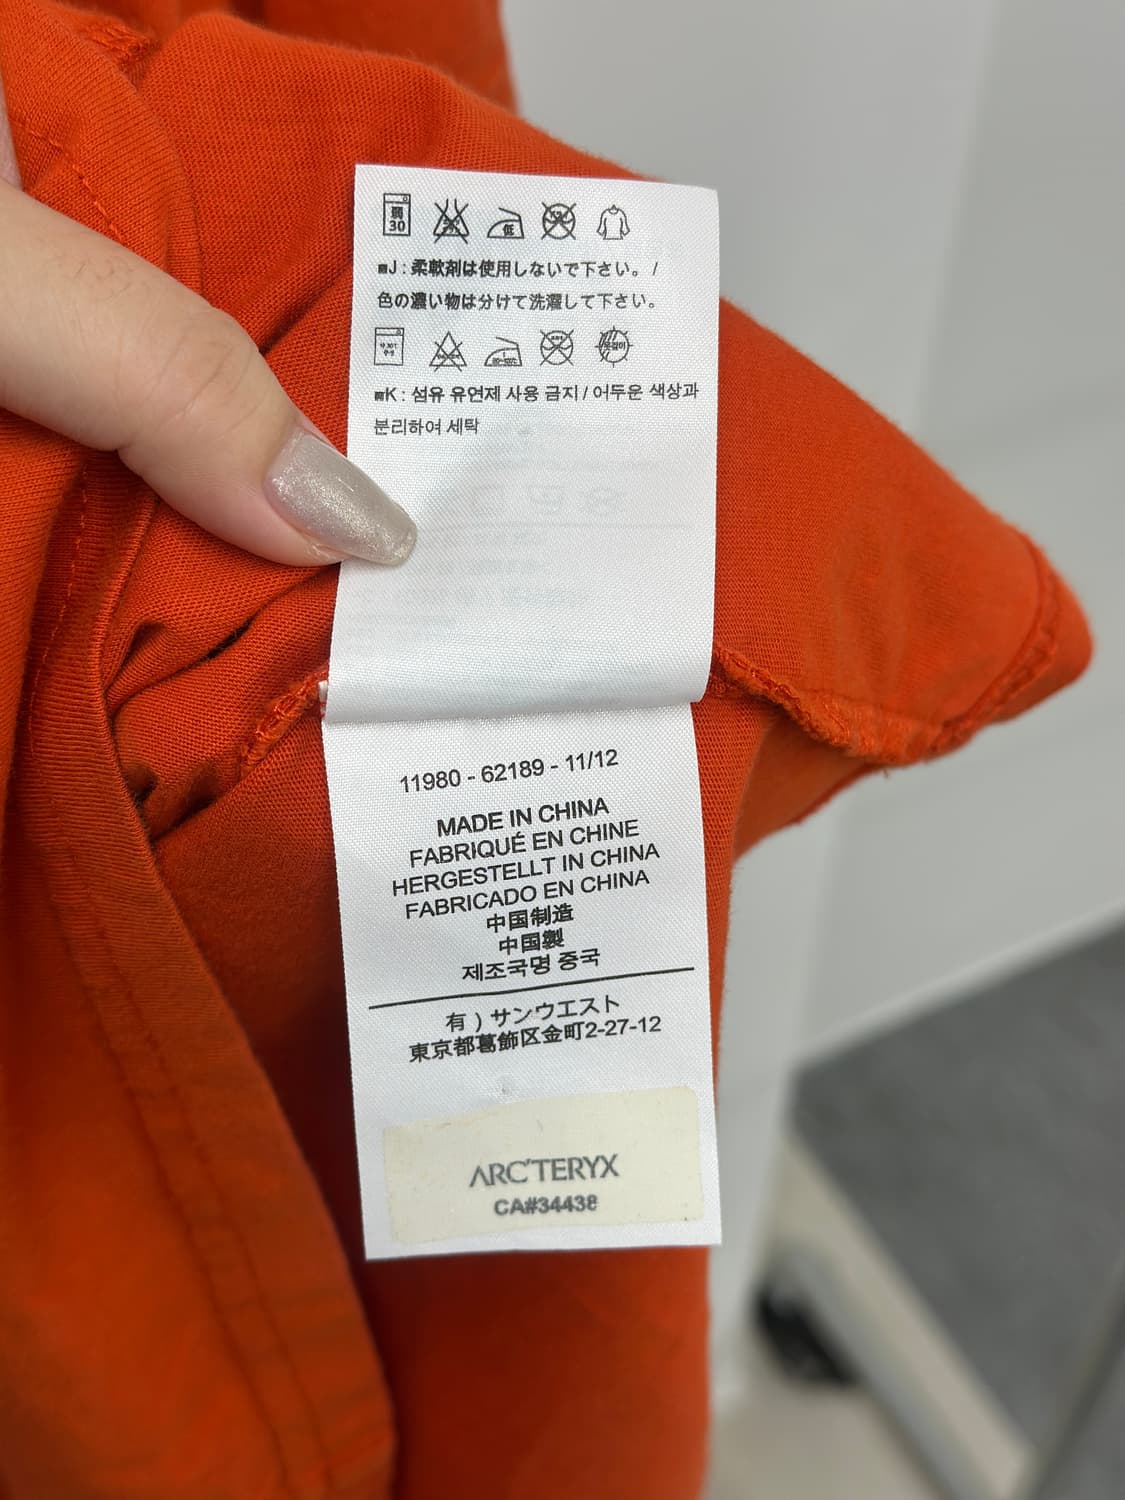 弱
30
低
■J : 柔軟剤は使用しないで下さい。 /
色の濃い物は分けて洗濯して下さい。
■K : 섬유 유연제 사용 금지 / 어두운 색상과
분리하여 세탁
11980 - 62189 - 11/12
MADE IN CHINA
FABRIQUÉ EN CHINE
HERGESTELLT IN CHINA
FABRICADO EN CHINA
中国制造
中国製
제조국명 중국
有 ) サンウエスト
東京都葛飾区金町2-27-12
ARC'TERYX
CA#34438